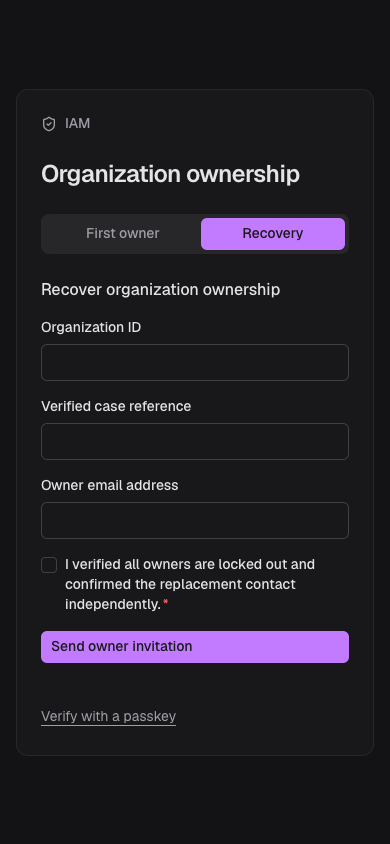 IAM
Organization ownership
First owner
Recovery
Recover organization ownership
Organization ID
Verified case reference
Owner email address
I verified all owners are locked out and
confirmed the replacement contact
independently. *
Send owner invitation
Verify with a passkey